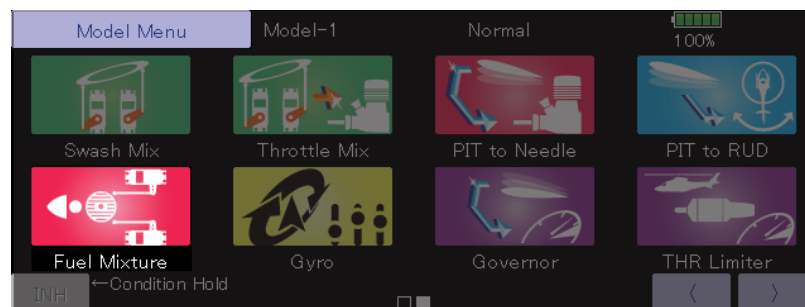 Model Menu Model-1 Normal 100%
Swash Mix Throttle Mix PIT to Needle PIT to RUD
Fuel Mixture Gyro Governor THR Limiter
INH ←Condition Hold